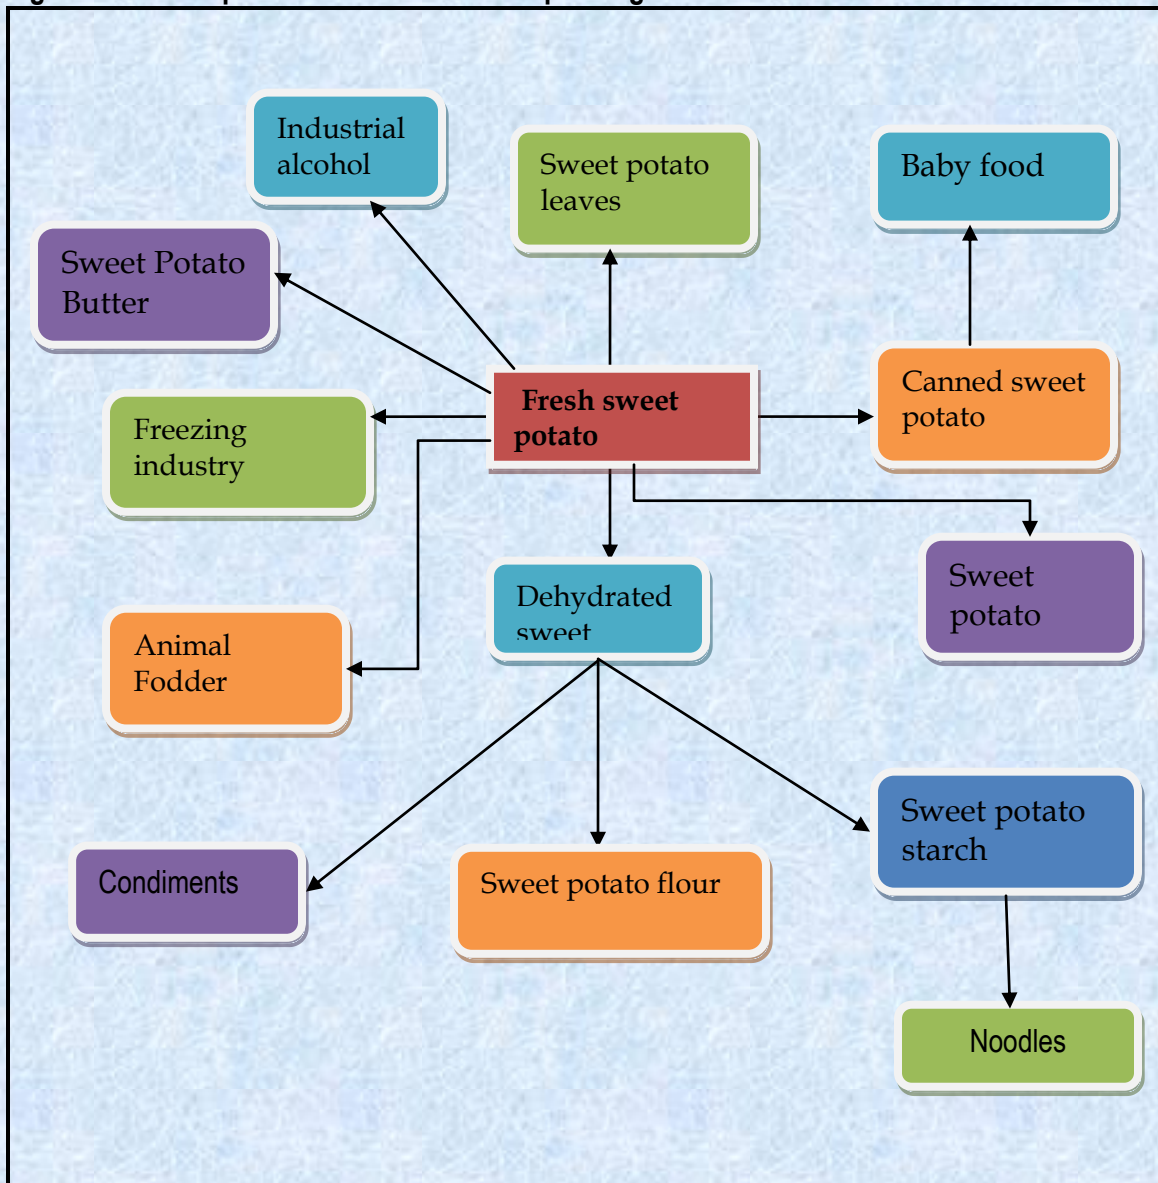 Industrial
alcohol
Sweet potato
leaves
Baby food
Sweet Potato
Butter
Fresh sweet
potato
Canned sweet
potato
Freezing
industry
Dehydrated
sweet
Sweet
potato
Animal
Fodder
Sweet potato
starch
Condiments
Sweet potato flour
Noodles